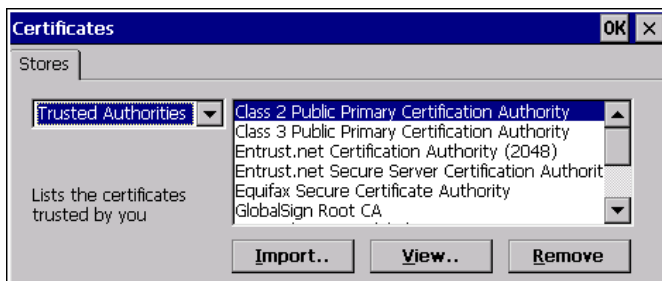 Certificates OK ×
Stores
Trusted Authorities
Class 2 Public Primary Certification Authority
Class 3 Public Primary Certification Authority
Entrust.net Certification Authority (2048)
Entrust.net Secure Server Certification Authorit
Equifax Secure Certificate Authority
GlobalSign Root CA
Lists the certificates
trusted by you
Import.. View.. Remove